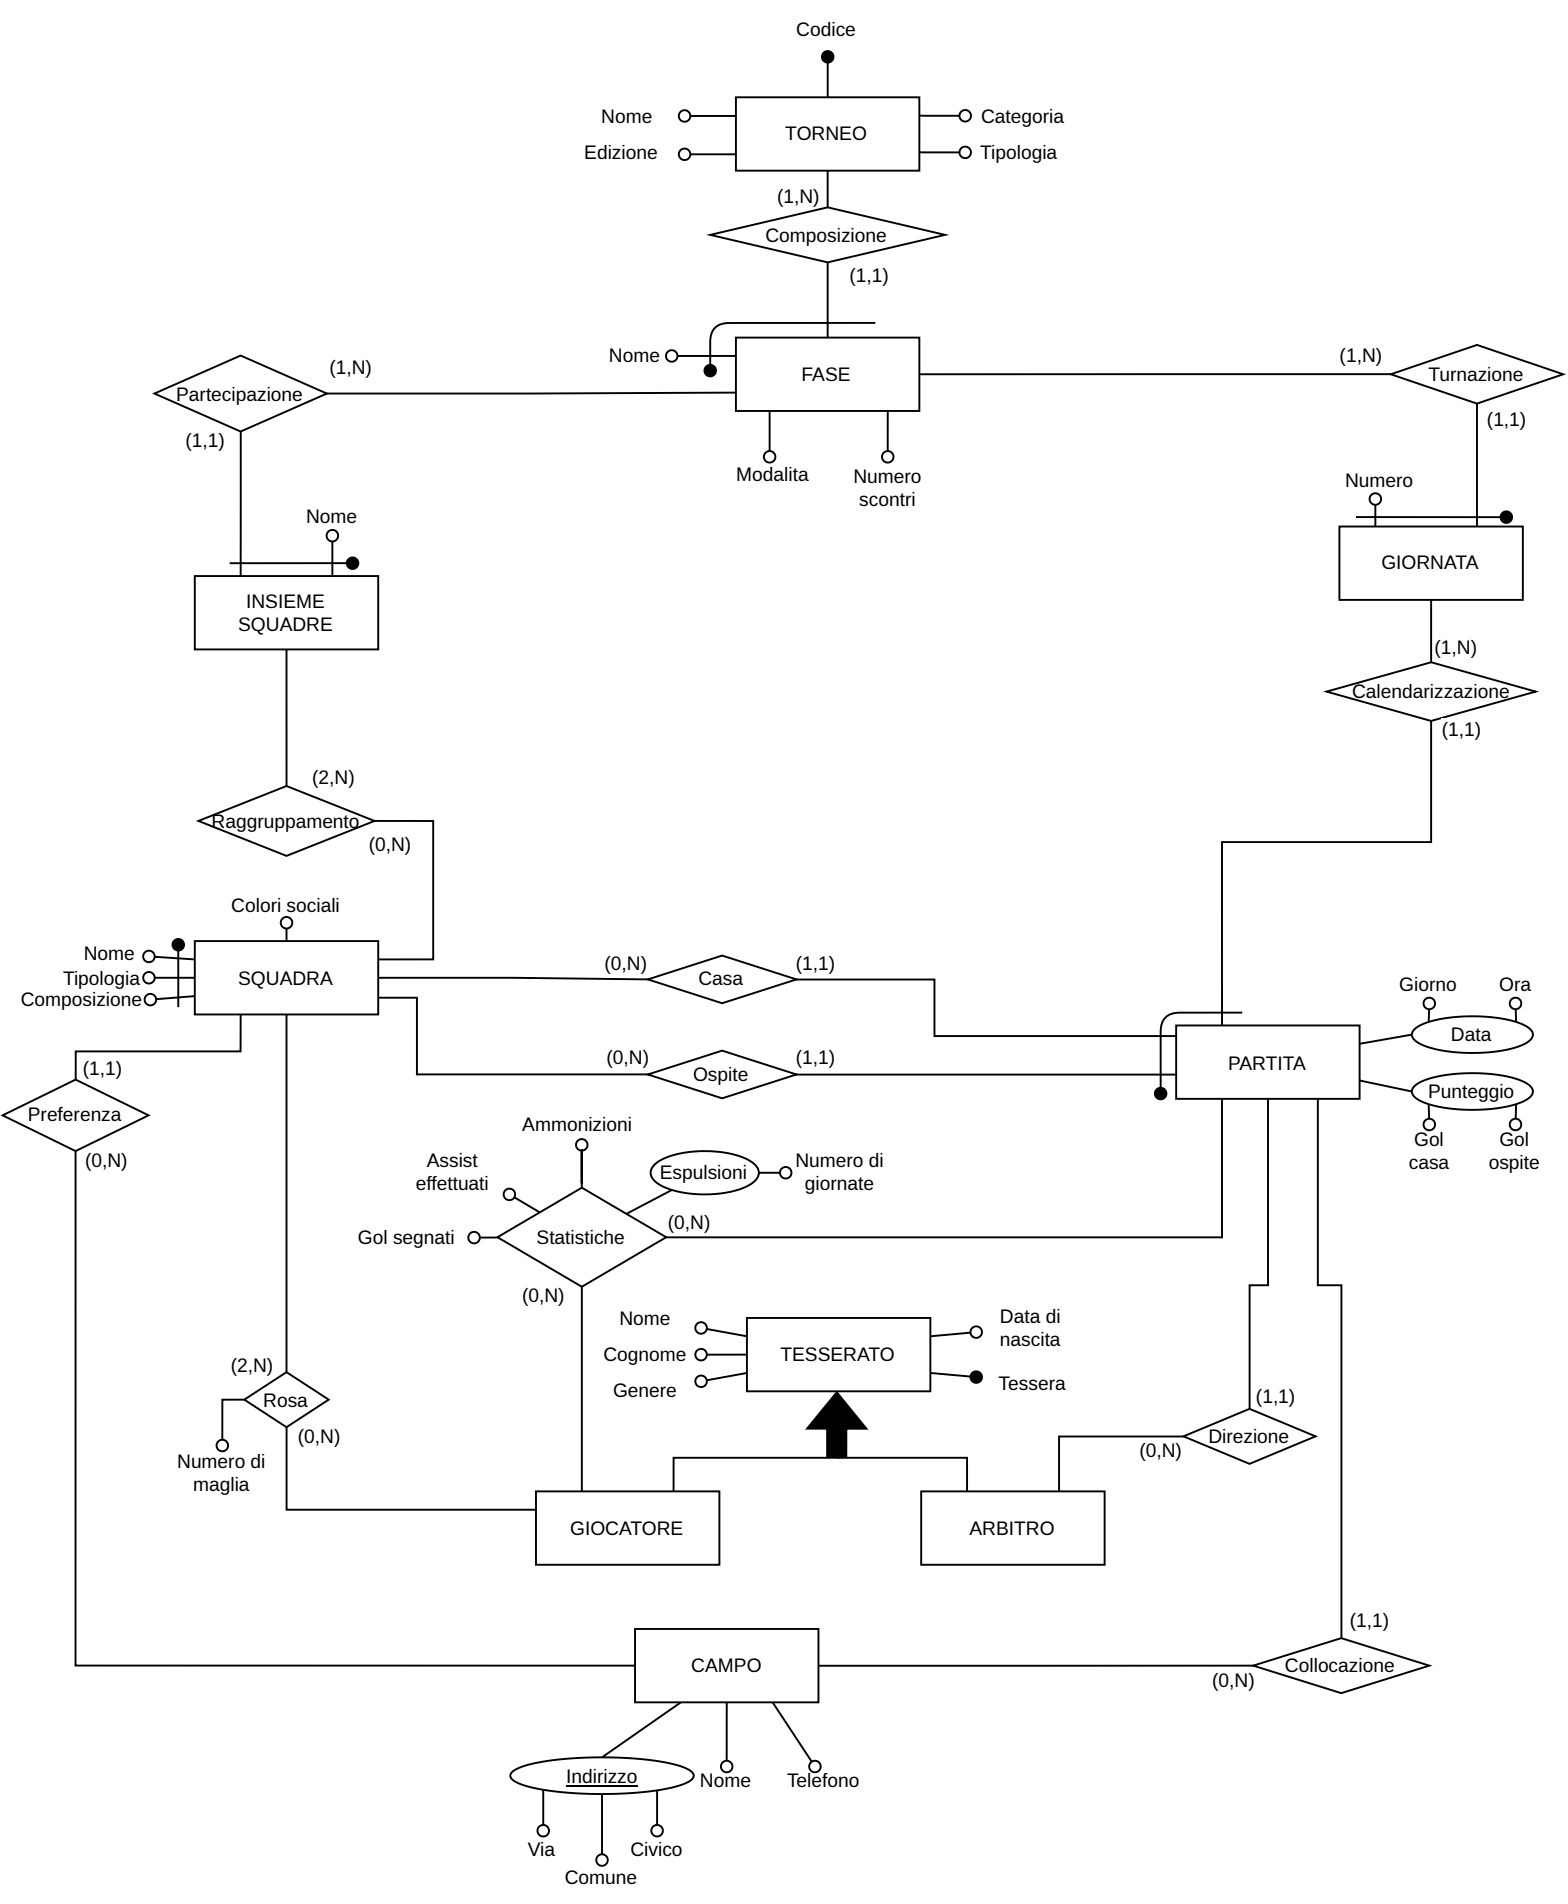 Codice
Nome
Categoria
TORNEO
Edizione
Tipologia
(1,N)
Composizione
(1,1)
Nome
FASE
(1,N)
Partecipazione
(1,1)
(1,N)
Turnazione
(1,1)
Modalita
Numero
scontri
Numero
Nome
GIORNATA
INSIEME
SQUADRE
(1,N)
Calendarizzazione
(1,1)
(2,N)
Raggruppamento
(0,N)
Colori sociali
Nome
Tipologia
Composizione
SQUADRA
(0,N)
Casa
(1,1)
Giorno
Ora
Data
(0,N)
Ospite
(1,1)
PARTITA
Punteggio
Gol
casa
Gol
ospite
(1,1)
Preferenza
(0,N)
Ammonizioni
Assist
effettuati
Espulsioni
Numero di
giornate
Gol segnati
Statistiche
(0,N)
(0,N)
Nome
Cognome
Genere
TESSERATO
Data di
nascita
Tessera
(2,N)
Rosa
(0,N)
Numero di
maglia
(1,1)
Direzione
(0,N)
GIOCATORE
ARBITRO
(1,1)
CAMPO
Collocazione
(0,N)
Indirizzo
Nome
Telefono
Via
Civico
Comune